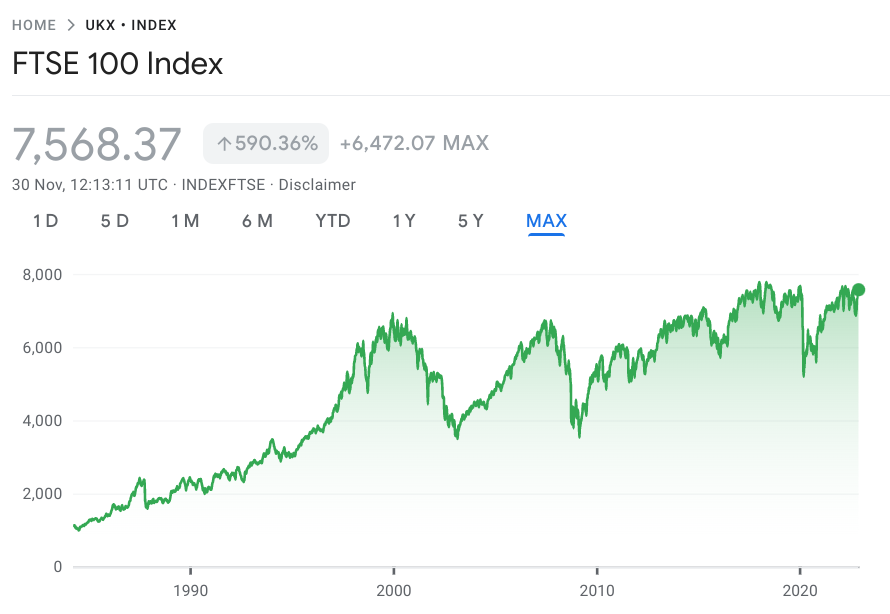 HOME > UKX • INDEX
FTSE 100 Index
7,568.37 ↑590.36% +6,472.07 MAX
30 Nov, 12:13:11 UTC · INDEXFTSE · Disclaimer
1 D 5 D 1 M 6 M YTD 1 Y 5 Y MAX
8,000
6,000
4,000
2,000
0
1990 2000 2010 2020